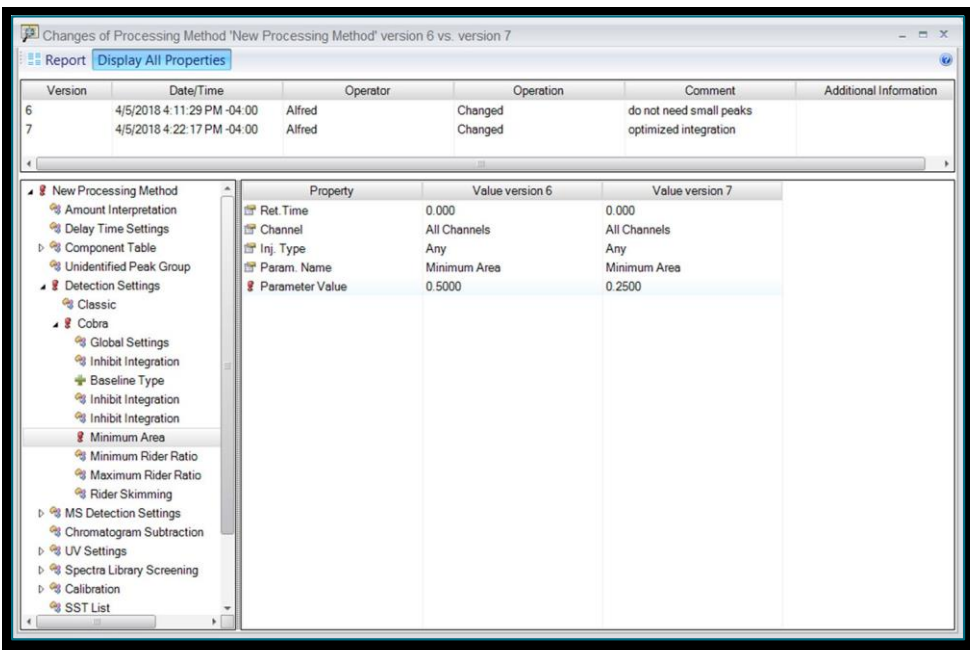 Changes of Processing Method 'New Processing Method' version 6 vs. version 7
Report Display All Properties
Version Date/Time Operator Operation Comment Additional Information
6 4/5/2018 4:11:29 PM -04:00 Alfred Changed do not need small peaks
7 4/5/2018 4:22:17 PM -04:00 Alfred Changed optimized integration
New Processing Method
Amount Interpretation
Delay Time Settings
Component Table
Unidentified Peak Group
Detection Settings
Classic
Cobra
Global Settings
Inhibit Integration
Baseline Type
Inhibit Integration
Inhibit Integration
Minimum Area
Minimum Rider Ratio
Maximum Rider Ratio
Rider Skimming
MS Detection Settings
Chromatogram Subtraction
UV Settings
Spectra Library Screening
Calibration
SST List
Property Value version 6 Value version 7
Ret.Time 0.000 0.000
Channel All Channels All Channels
Inj. Type Any Any
Param. Name Minimum Area Minimum Area
Parameter Value 0.5000 0.2500